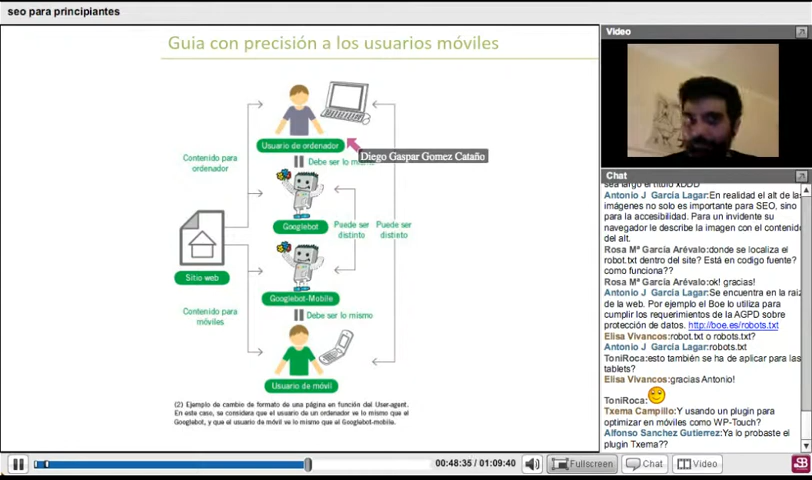 seo para principiantes
Guia con precisión a los usuarios móviles
Usuario de ordenador
Diego Gaspar Gomez Cataño
Contenido para
ordenador
Debe ser lo
Googlebot
Puede ser
distinto
Puede ser
distinto
Sitio web
Googlebot-Mobile
Contenido para
móviles
Debe ser lo mismo
Usuario de móvil
(2) Ejemplo de cambio de formato de una página en función del User-agent.
En este caso, se considera que el usuario de un ordenador ve lo mismo que el
Googlebot, y que el usuario de móvil ve lo mismo que el Googlebot-mobile.
Video
Chat
sea largo el titulo XDDD
Antonio J García Lagar:En realidad el alt de las
imágenes no solo es importante para SEO, sino
para la accesibilidad. Para un invidente su
navegador le describe la imagen con el contenido
del alt.
Rosa Mª García Arévalo:donde se localiza el
robot.txt dentro del site? Está en codigo fuente?
como funciona??
Rosa Mª García Arévalo:ok! gracias!
Antonio J García Lagar:Se encuentra en la raiz
de la web. Por ejemplo el Boe lo utiliza para
cumplir los requerimientos de la AGPD sobre
protección de datos. http://boe.es/robots.txt
Elisa Vivancos:robot.txt o robots.txt?
Antonio J García Lagar:robots.txt
ToniRoca:esto también se ha de aplicar para las
tablets?
Elisa Vivancos:gracias Antonio!
ToniRoca:
Txema Campillo:Y usando un plugin para
optimizar en móviles como WP-Touch?
Alfonso Sanchez Gutierrez:Ya lo probaste el
plugin Txema??
00:48:35 / 01:09:40
Fullscreen
Chat
Video
SB